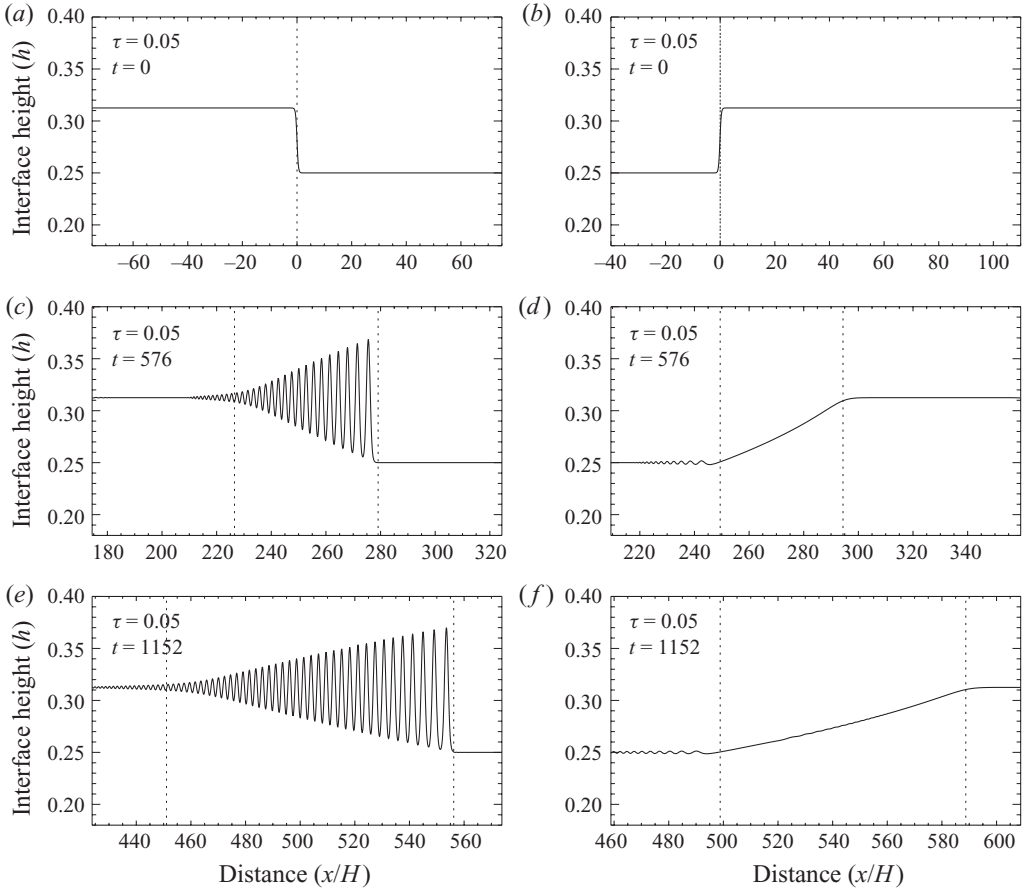 (a)
Interface height (h)
0.40
0.35
0.30
0.25
0.20
τ = 0.05
t = 0
–60 –40 –20 0 20 40 60
(b)
0.40
0.35
0.30
0.25
0.20
τ = 0.05
t = 0
–40 –20 0 20 40 60 80 100
(c)
Interface height (h)
0.40
0.35
0.30
0.25
0.20
τ = 0.05
t = 576
180 200 220 240 260 280 300 320
(d)
0.40
0.35
0.30
0.25
0.20
τ = 0.05
t = 576
220 240 260 280 300 320 340
(e)
Interface height (h)
0.40
0.35
0.30
0.25
0.20
τ = 0.05
t = 1152
440 460 480 500 520 540 560
Distance (x/H)
(f)
0.40
0.35
0.30
0.25
0.20
τ = 0.05
t = 1152
460 480 500 520 540 560 580 600
Distance (x/H)